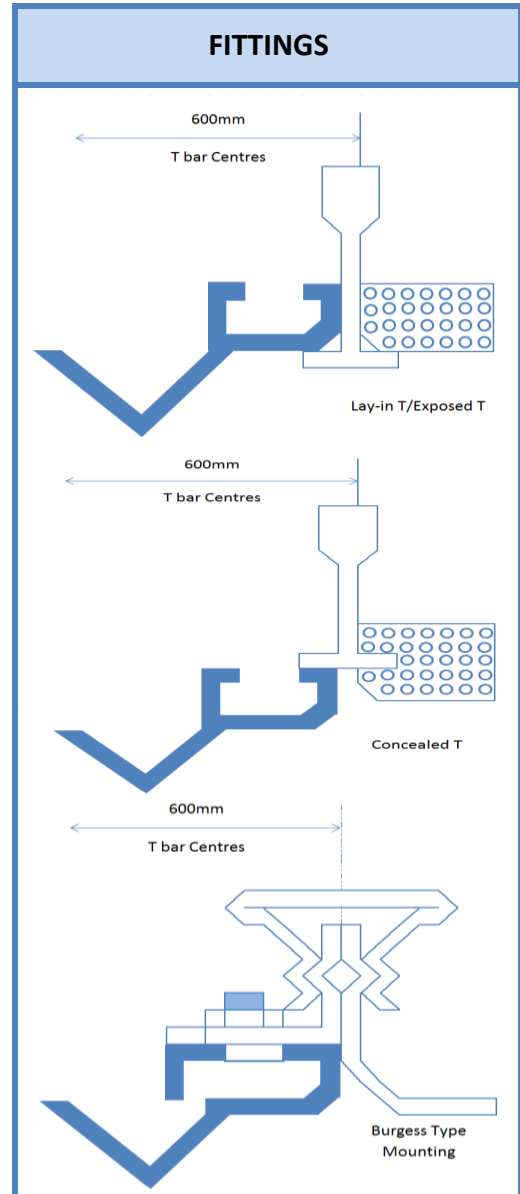 FITTINGS
600mm
T bar Centres
Lay-in T/Exposed T
600mm
T bar Centres
Concealed T
600mm
T bar Centres
Burgess Type
Mounting